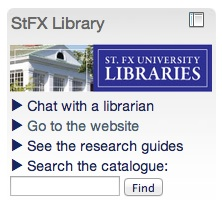 StFX Library
ST. FX UNIVERSITY
LIBRARIES
Chat with a librarian
Go to the website
See the research guides
Search the catalogue:
Find